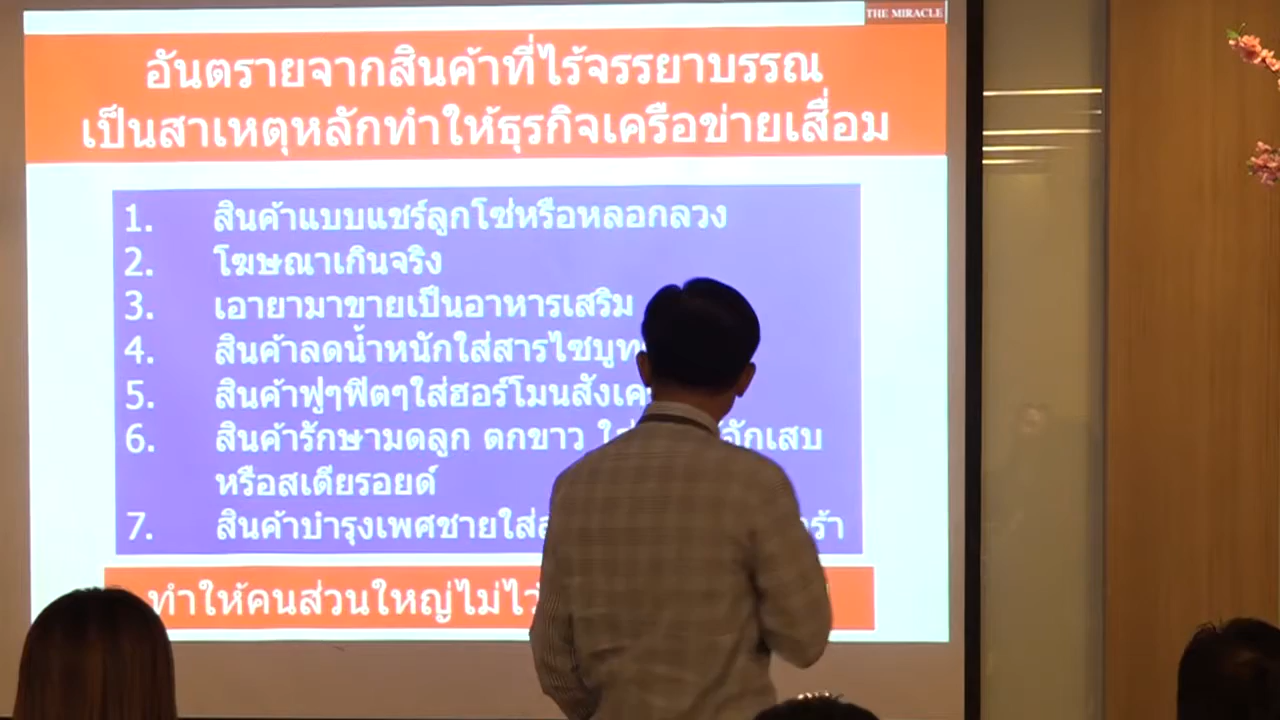 THE MIRACLE
อันตรายจากสินค้าที่ไร้จรรยาบรรณ
เป็นสาเหตุหลักทำให้ธุรกิจเครือข่ายเสื่อม
1. สินค้าแบบแชร์ลูกโซ่หรือหลอกลวง
2. โฆษณาเกินจริง
3. เอายามาขายเป็นอาหารเสริม
4. สินค้าลดน้ำหนักใส่สารไซบูท
5. สินค้าฟูๆฟิตๆใส่ฮอร์โมนสังเค
6. สินค้ารักษามดลูก ตกขาว ใ อักเสบ
หรือสเตียรอยด์
7. สินค้าบำรุงเพศชายใส่ส ร้า
ทำให้คนส่วนใหญ่ไม่ไว้